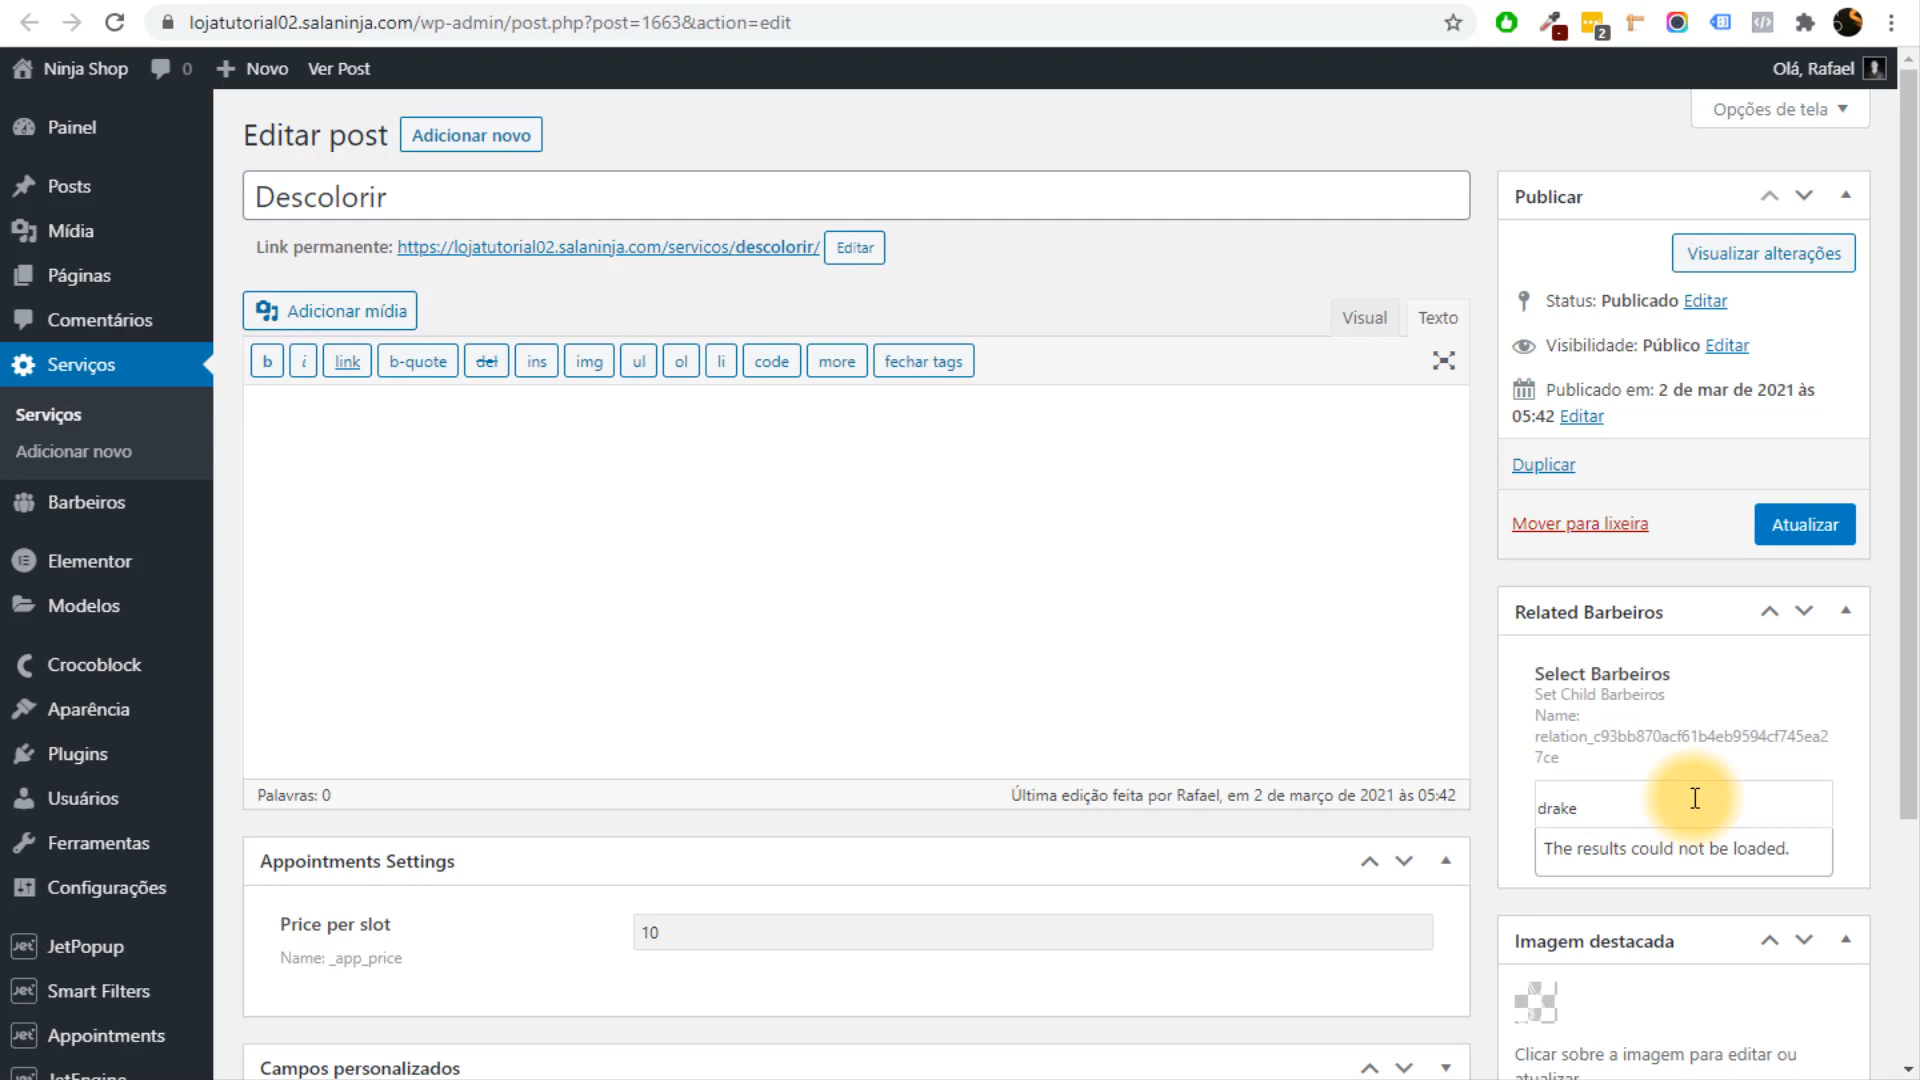 lojatutorial02.salaninja.com/wp-admin/post.php?post=1663&action=edit
2
Ninja Shop
0
Novo
Ver Post
Olá, Rafael
Painel
Posts
Mídia
Páginas
Comentários
Serviços
Serviços
Adicionar novo
Barbeiros
Elementor
Modelos
Crocoblock
Aparência
Plugins
Usuários
Ferramentas
Configurações
Jet JetPopup
Jet Smart Filters
Jet Appointments
Jet JetEngine
Opções de tela
Editar post
Adicionar novo
Descolorir
Link permanente: https://lojatutorial02.salaninja.com/servicos/descolorir/ Editar
Adicionar mídia
Visual
Texto
b
i
link
b-quote
del
ins
img
ul
ol
li
code
more
fechar tags
Palavras: 0
Última edição feita por Rafael, em 2 de março de 2021 às 05:42
Appointments Settings
Price per slot
Name: _app_price
10
Campos personalizados
Publicar
Visualizar alterações
Status: Publicado Editar
Visibilidade: Público Editar
Publicado em: 2 de mar de 2021 às
05:42 Editar
Duplicar
Mover para lixeira
Atualizar
Related Barbeiros
Select Barbeiros
Set Child Barbeiros
Name:
relation_c93bb870acf61b4eb9594cf745ea2
7ce
drake
The results could not be loaded.
Imagem destacada
Clicar sobre a imagem para editar ou
atualizar